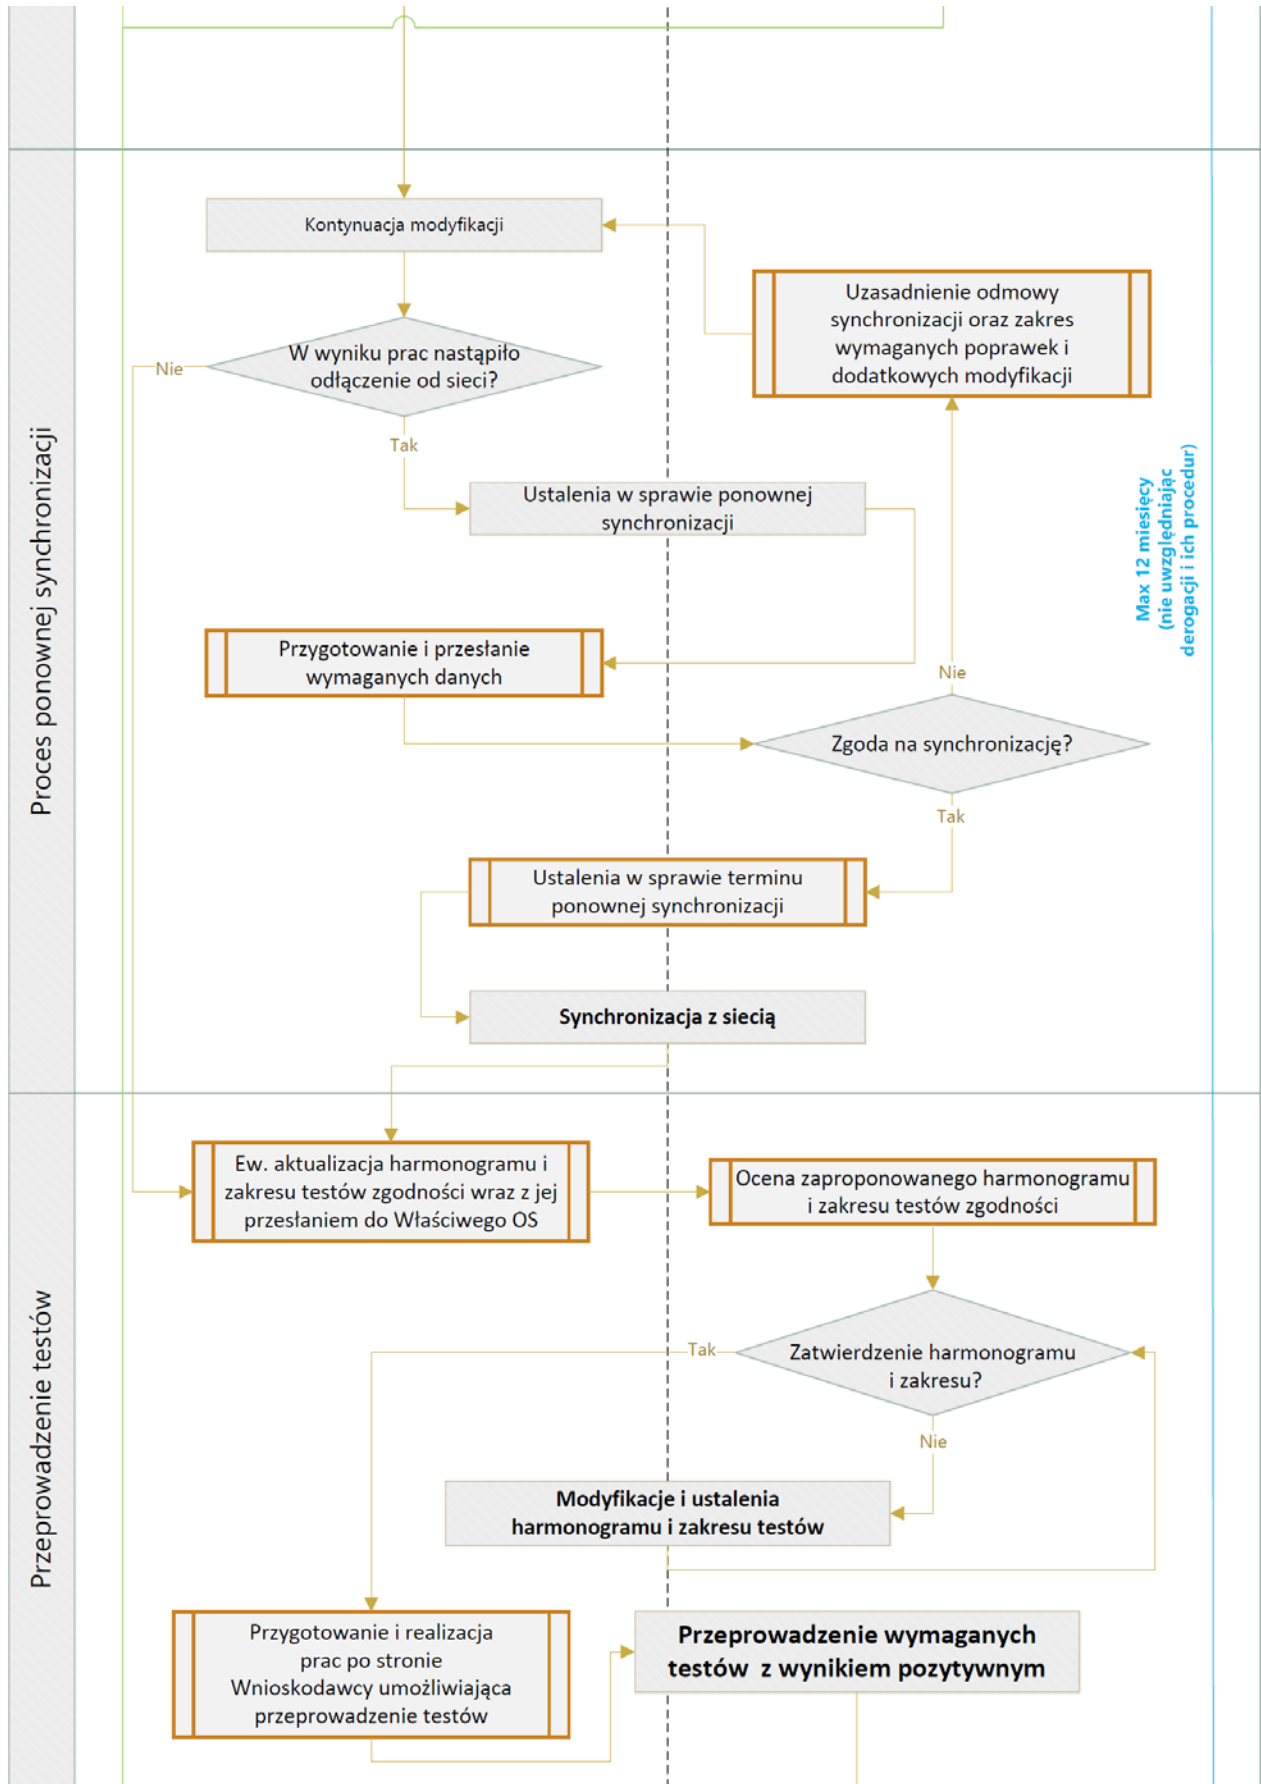 Proces ponownej synchronizacji
Kontynuacja modyfikacji
Uzasadnienie odmowy
synchronizacji oraz zakres
wymaganych poprawek i
dodatkowych modyfikacji
W wyniku prac nastąpiło
odłączenie od sieci?
Nie
Tak
Ustalenia w sprawie ponownej
synchronizacji
Max 12 miesięcy
(nie uwzględniając
derogacji i ich procedur)
Przygotowanie i przesłanie
wymaganych danych
Nie
Zgoda na synchronizację?
Tak
Ustalenia w sprawie terminu
ponownej synchronizacji
Synchronizacja z siecią
Przeprowadzenie testów
Ew. aktualizacja harmonogramu i
zakresu testów zgodności wraz z jej
przesłaniem do Właściwego OS
Ocena zaproponowanego harmonogramu
i zakresu testów zgodności
Zatwierdzenie harmonogramu
i zakresu?
Tak
Nie
Modyfikacje i ustalenia
harmonogramu i zakresu testów
Przygotowanie i realizacja
prac po stronie
Wnioskodawcy umożliwiająca
przeprowadzenie testów
Przeprowadzenie wymaganych
testów z wynikiem pozytywnym